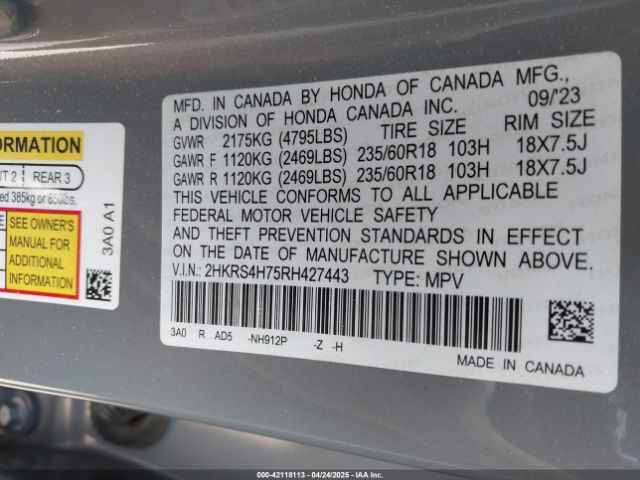 MFD. IN CANADA BY HONDA OF CANADA MFG.,
A DIVISION OF HONDA CANADA INC. 09/'23
GVWR 2175KG (4795LBS) TIRE SIZE RIM SIZE
GAWR F 1120KG (2469LBS) 235/60R18 103H 18X7.5J
GAWR R 1120KG (2469LBS) 235/60R18 103H 18X7.5J
THIS VEHICLE CONFORMS TO ALL APPLICABLE
FEDERAL MOTOR VEHICLE SAFETY
AND THEFT PREVENTION STANDARDS IN EFFECT
ON THE DATE OF MANUFACTURE SHOWN ABOVE.
V.I.N.: 2HKRS4H75RH427443 TYPE: MPV
3A0 R AD5 -NH912P -Z -H
MADE IN CANADA
ORMATION
2 REAR 3
385kg or 850lbs.
SEE OWNER'S
MANUAL FOR
ADDITIONAL
INFORMATION
3A0 A1
000-42118113 - 04/24/2025 - IAA, Inc.